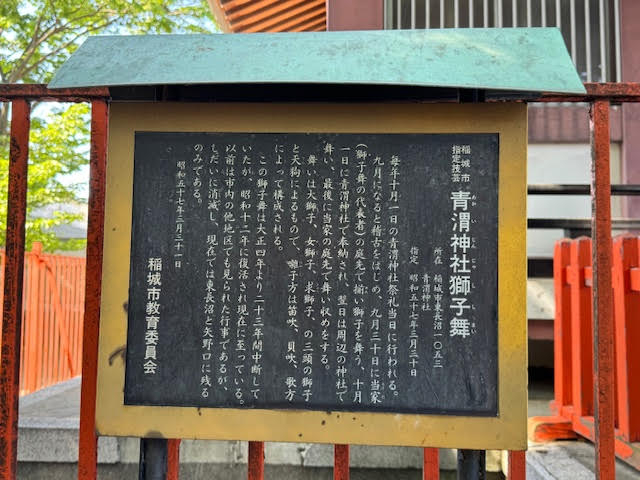 稲城市
指定技芸
青渭神社獅子舞
あおいじんじゃししまい
所在 稲城市東長沼一〇五三
青渭神社
指定 昭和五十七年三月三十日
毎年十月一日の青渭神社祭礼当日に行われる。
九月になると稽古をはじめ、九月三十日に当家
(獅子舞の代表者)の庭先で揃い獅子を舞う、十月
一日に青渭神社で奉納され、翌日は周辺の神社で
舞い、最後に当家の庭先で舞い収めをする。
舞いは大獅子、女獅子、求獅子、の三頭の獅子
と天狗によるもので、囃子方は笛吹、貝吹、歌方
によって構成される。
この獅子舞は大正四年より二十三年間中断して
いたが、昭和十二年に復活され現在に至っている。
以前は市内の他地区でも見られた行事であるが、
しだいに消滅し、現在では東長沼と矢野口に残る
のみである。
昭和五十七年三月三十一日
稲城市教育委員会